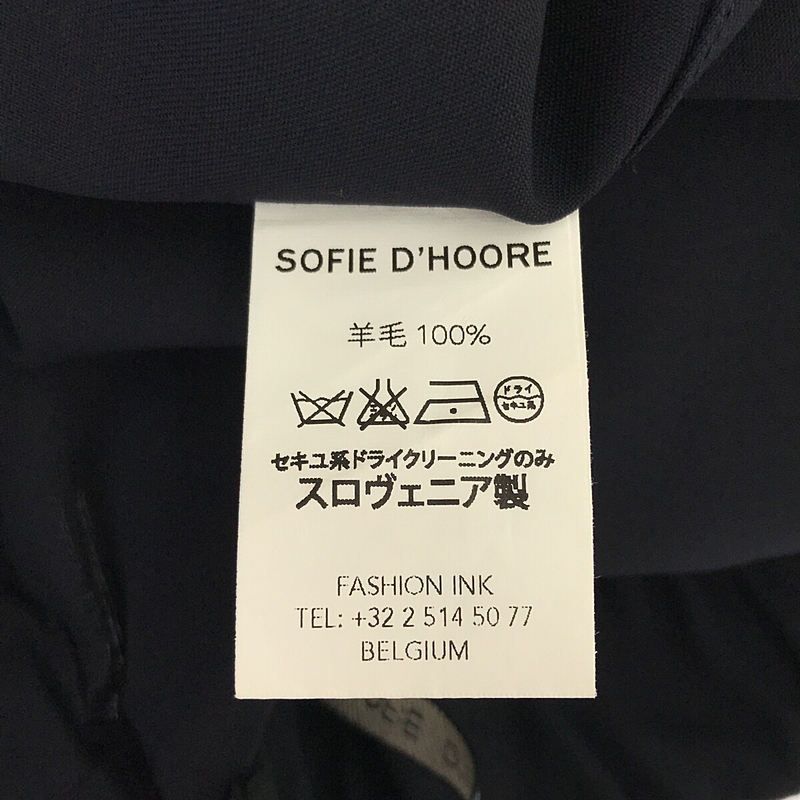 SOFIE D'HOORE
羊毛 100%
ドライ
セキユ系
セキユ系ドライクリーニングのみ
スロヴェニア製
FASHION INK
TEL: +32 2 514 50 77
BELGIUM